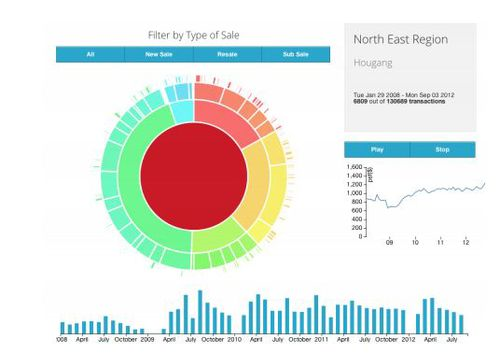 Filter by Type of Sale
All New Sale Resale Sub Sale
North East Region
Hougang
Tue Jan 29 2008 - Mon Sep 03 2012
6809 out of 130689 transactions
Play Stop
1,600
1,400
1,200
1,000
800
600
400
200
0
psf($)
09 10 11 12
'008 April July October 2009 April July October 2010 April July October 2011 April July October 2012 April July